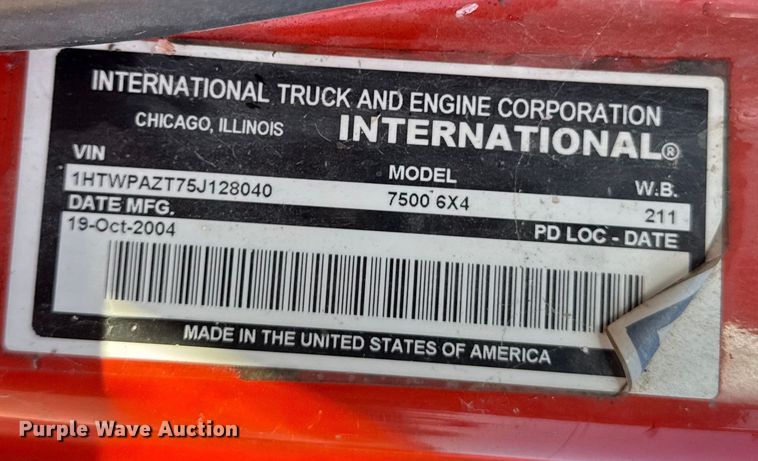 INTERNATIONAL TRUCK AND ENGINE CORPORATION
CHICAGO, ILLINOIS INTERNATIONAL®
VIN MODEL W.B.
1HTWPAZT75J128040 7500 6X4 211
DATE MFG. PD LOC - DATE
19-Oct-2004
MADE IN THE UNITED STATES OF AMERICA
Purple Wave Auction